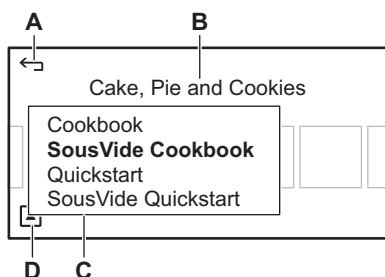 A B
Cake, Pie and Cookies
Cookbook
SousVide Cookbook
Quickstart
SousVide Quickstart
D C